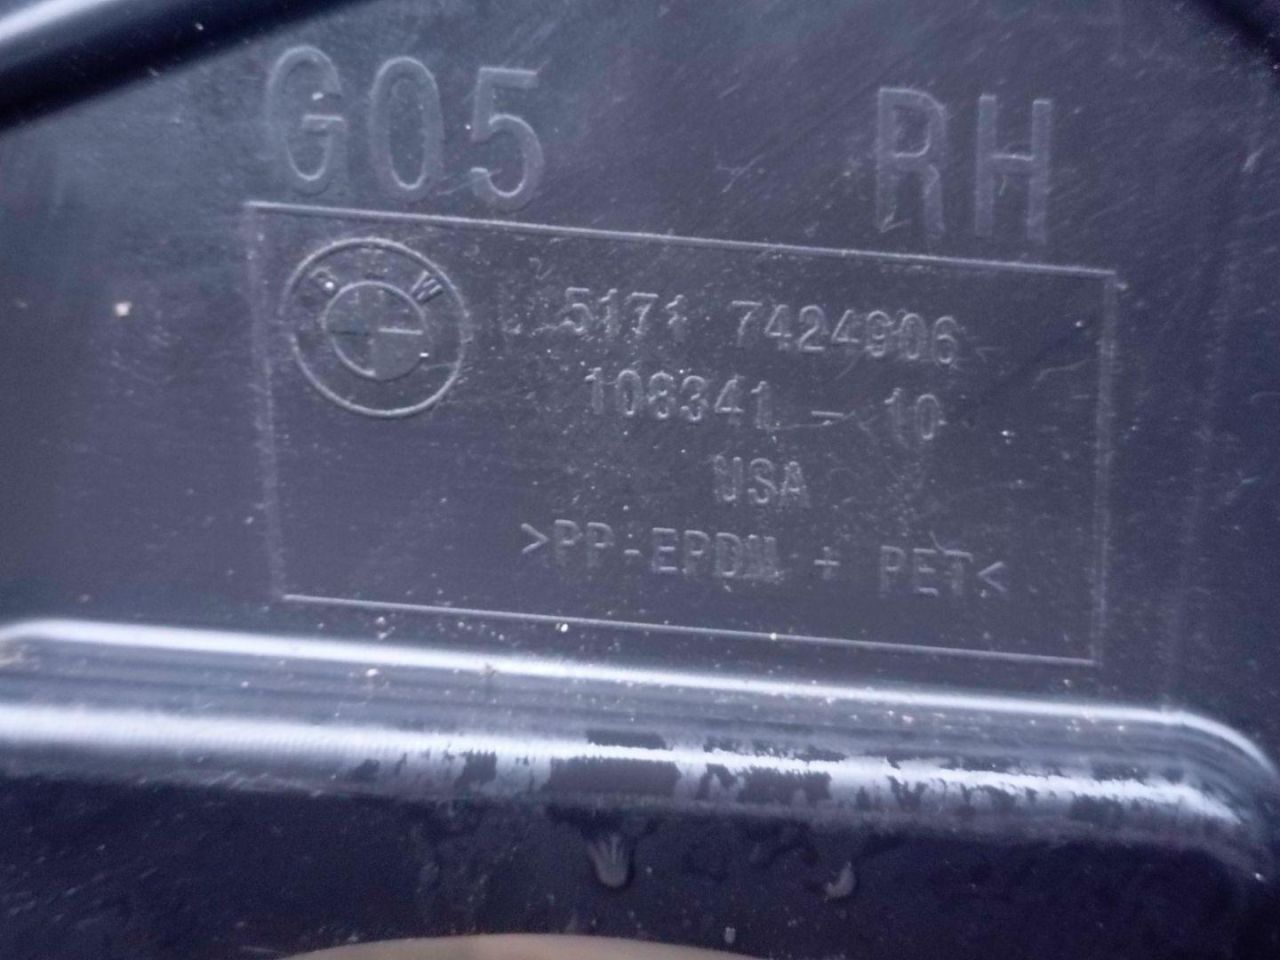 G05 RH
BMW
5171 7424906
108341 - 10
USA
>PP-EPDM + PET<